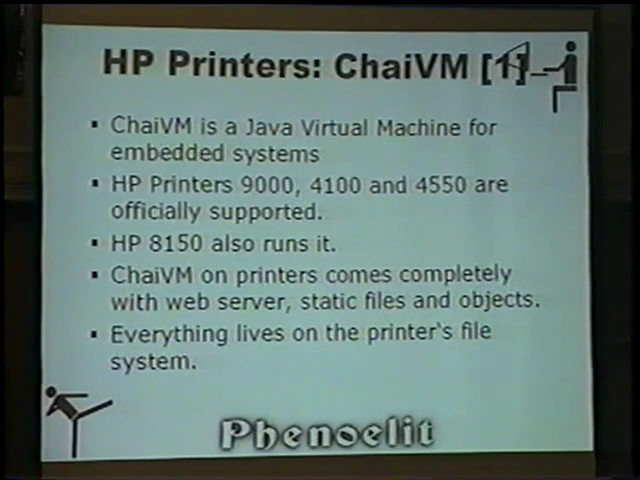 HP Printers: ChaiVM [1]
▪ ChaiVM is a Java Virtual Machine for
embedded systems
▪ HP Printers 9000, 4100 and 4550 are
officially supported.
▪ HP 8150 also runs it.
▪ ChaiVM on printers comes completely
with web server, static files and objects.
▪ Everything lives on the printer's file
system.
Phenoelit